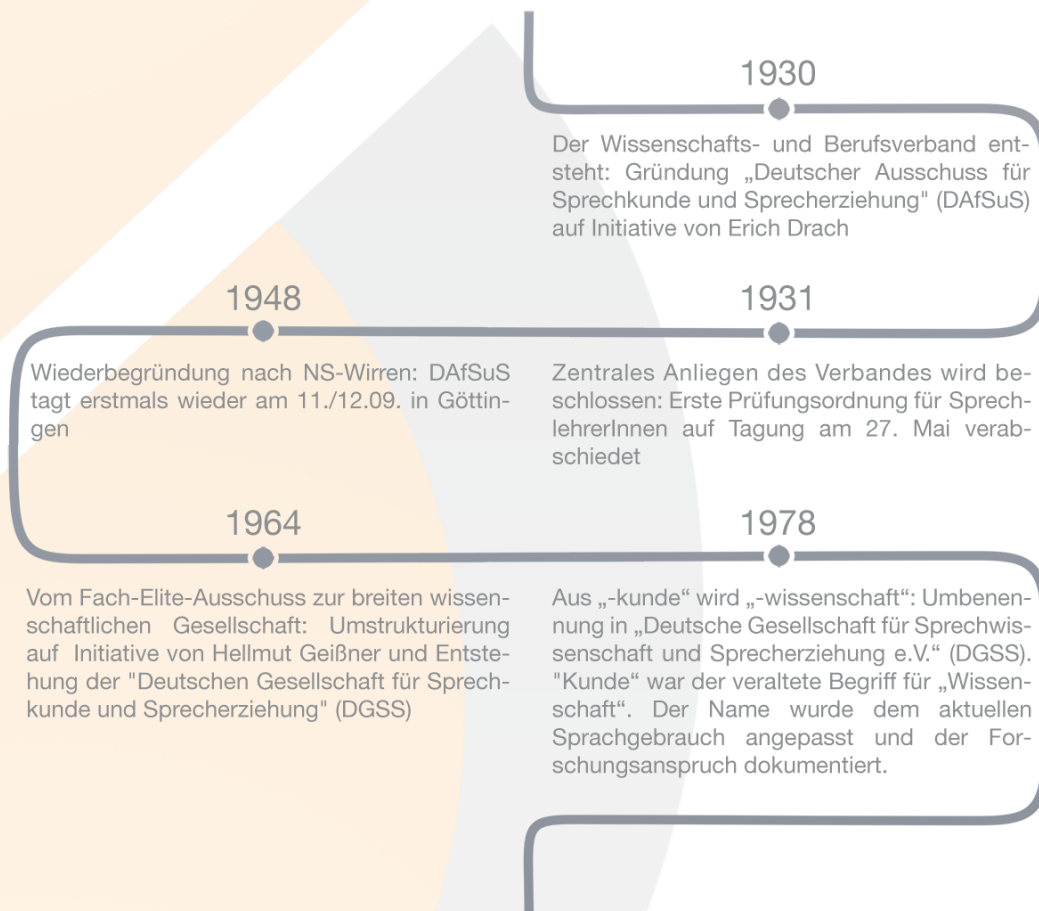 1930
Der Wissenschafts- und Berufsverband ent-
steht: Gründung „Deutscher Ausschuss für
Sprechkunde und Sprecherziehung" (DAfSuS)
auf Initiative von Erich Drach
1931
Zentrales Anliegen des Verbandes wird be-
schlossen: Erste Prüfungsordnung für Sprech-
lehrerInnen auf Tagung am 27. Mai verab-
schiedet
1948
Wiederbegründung nach NS-Wirren: DAfSuS
tagt erstmals wieder am 11./12.09. in Göttin-
gen
1964
Vom Fach-Elite-Ausschuss zur breiten wissen-
schaftlichen Gesellschaft: Umstrukturierung
auf Initiative von Hellmut Geißner und Entste-
hung der "Deutschen Gesellschaft für Sprech-
kunde und Sprecherziehung" (DGSS)
1978
Aus „-kunde“ wird „-wissenschaft“: Umbenen-
nung in „Deutsche Gesellschaft für Sprechwis-
senschaft und Sprecherziehung e.V.“ (DGSS).
"Kunde“ war der veraltete Begriff für „Wissen-
schaft“. Der Name wurde dem aktuellen
Sprachgebrauch angepasst und der For-
schungsanspruch dokumentiert.